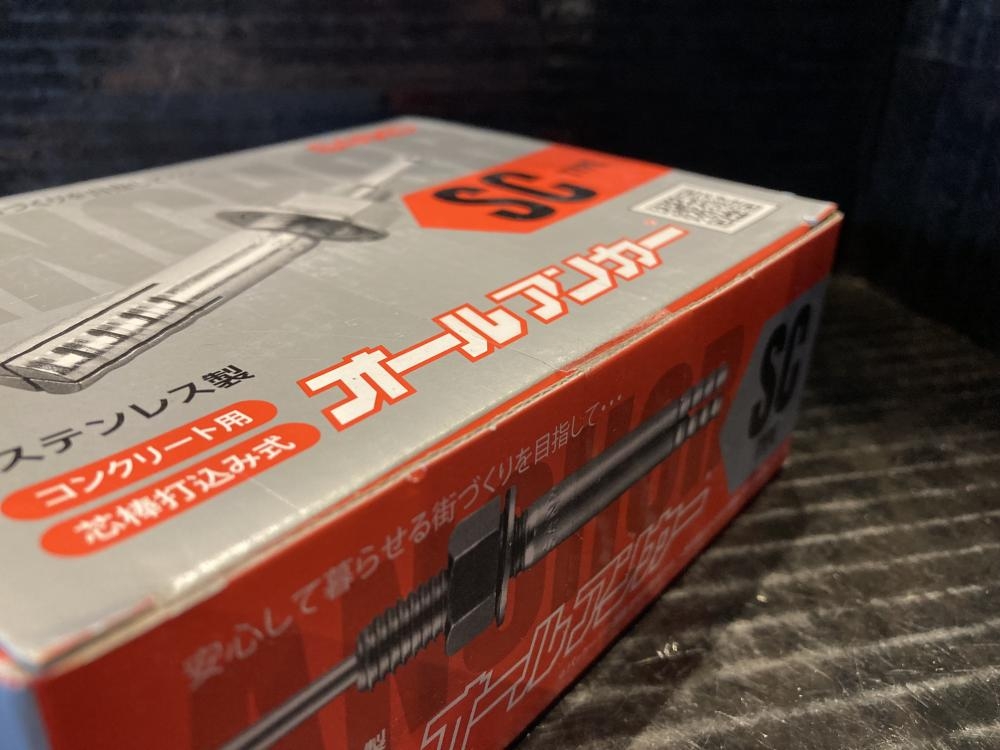 SC
TYPE
オールアンカー
ステンレス製
コンクリート用
芯棒打込み式
安心して暮らせる街づくりを目指して…
SC
オールアンカー
製